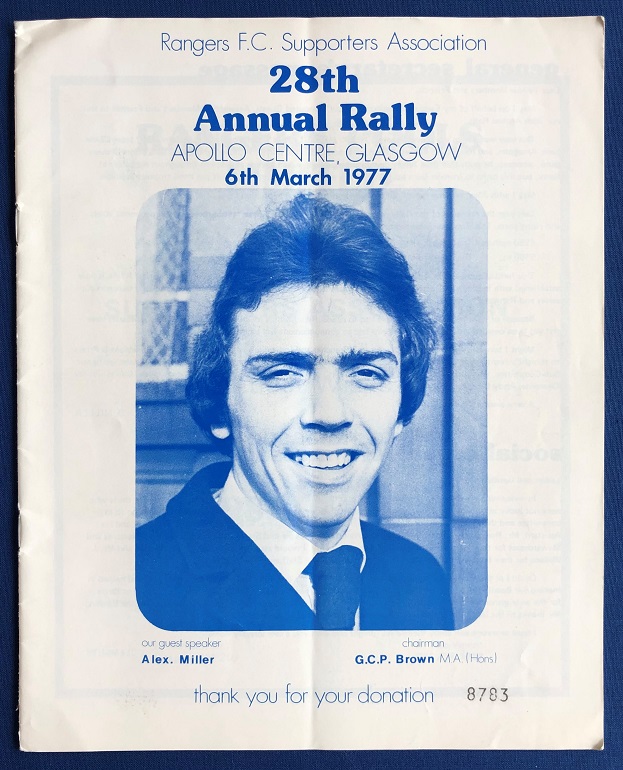 Rangers F.C. Supporters Association
28th
Annual Rally
APOLLO CENTRE, GLASGOW
6th March 1977
our guest speaker
Alex. Miller
chairman
G.C.P. Brown M.A. (Hons)
thank you for your donation 8783